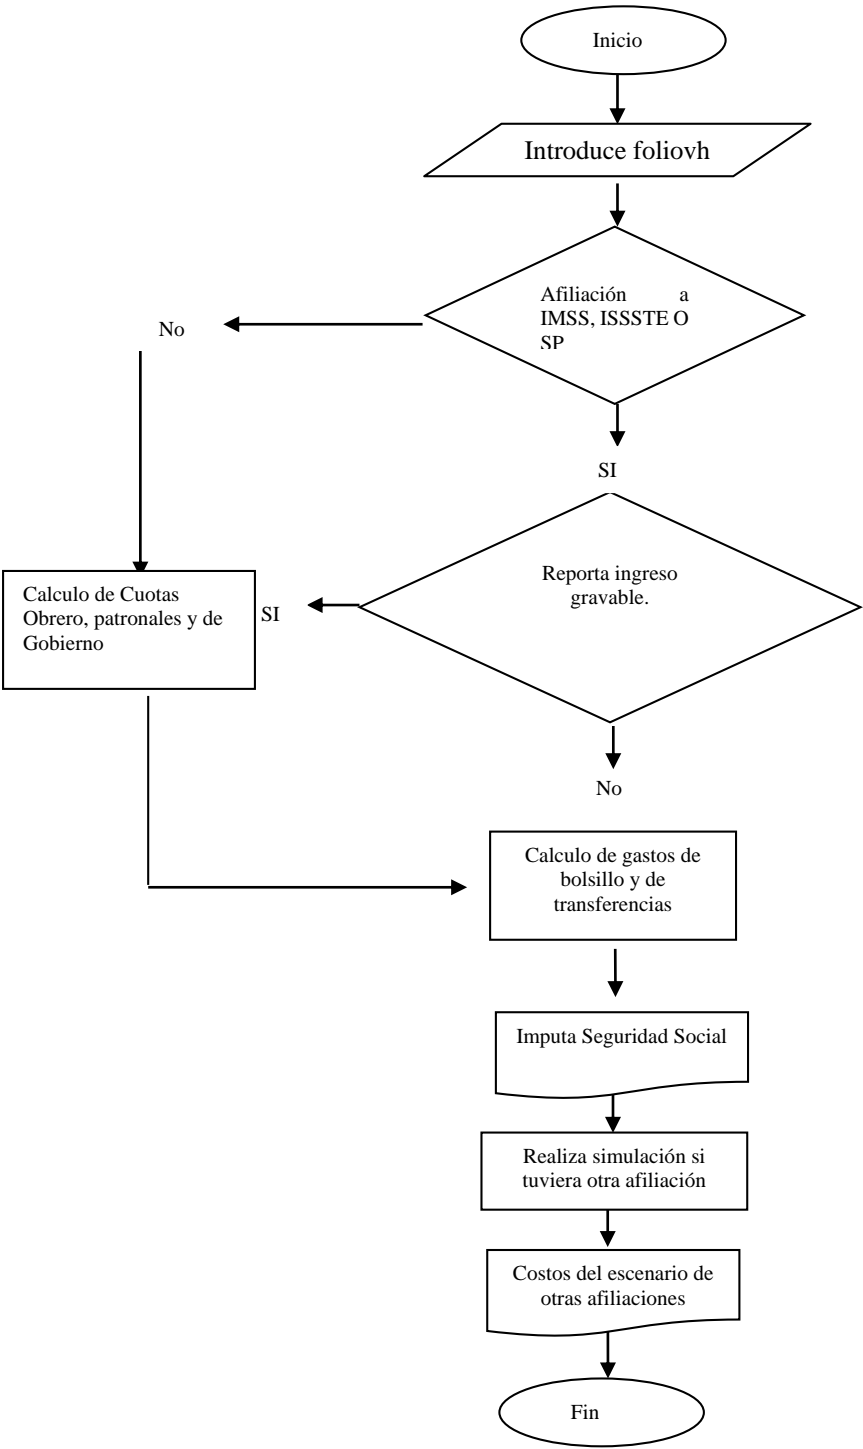 Inicio
Introduce foliovh
Afiliación a
IMSS, ISSSTE O
SP
No
SI
Reporta ingreso
gravable.
Calculo de Cuotas
Obrero, patronales y de
Gobierno
SI
No
Calculo de gastos de
bolsillo y de
transferencias
Imputa Seguridad Social
Realiza simulación si
tuviera otra afiliación
Costos del escenario de
otras afiliaciones
Fin